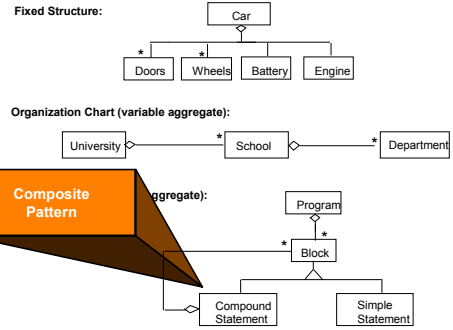 Fixed Structure:
Car
* *
Doors Wheels Battery Engine
Organization Chart (variable aggregate):
University * School * Department
Composite
Pattern
ggregate):
Program
* *
Block
Compound
Statement
Simple
Statement